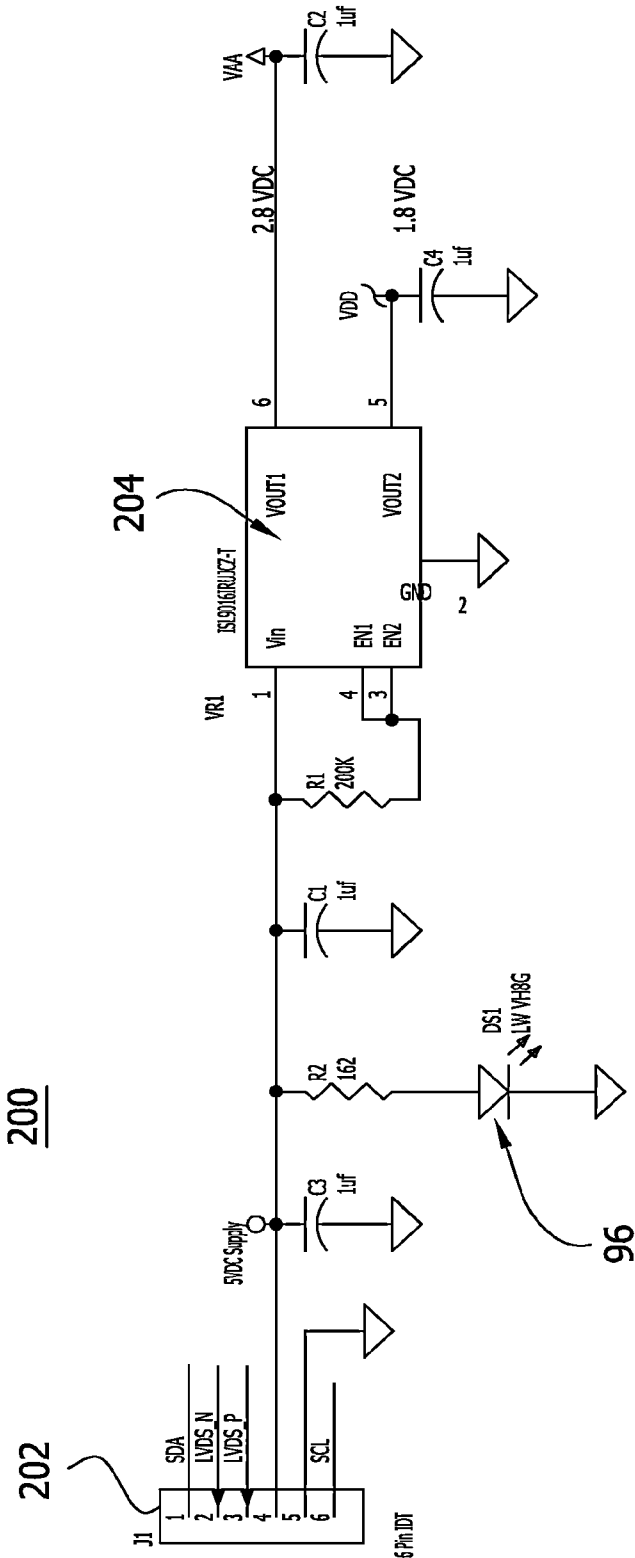 200
202
J1
1
2
3
4
5
6
SDA
LVDS_N
LVDS_P
SCL
6 Pin IDT
5VDC Supply
C3
1uf
R2
162
DS1
LW VH8G
96
C1
1uf
R1
200K
VR1
1
4
3
ISL9016IRUJCZ-T
204
Vin
EN1
EN2
GND
2
VOUT1
VOUT2
6
5
VDD
C4
1uf
2.8 VDC
1.8 VDC
VAA
C2
1uf